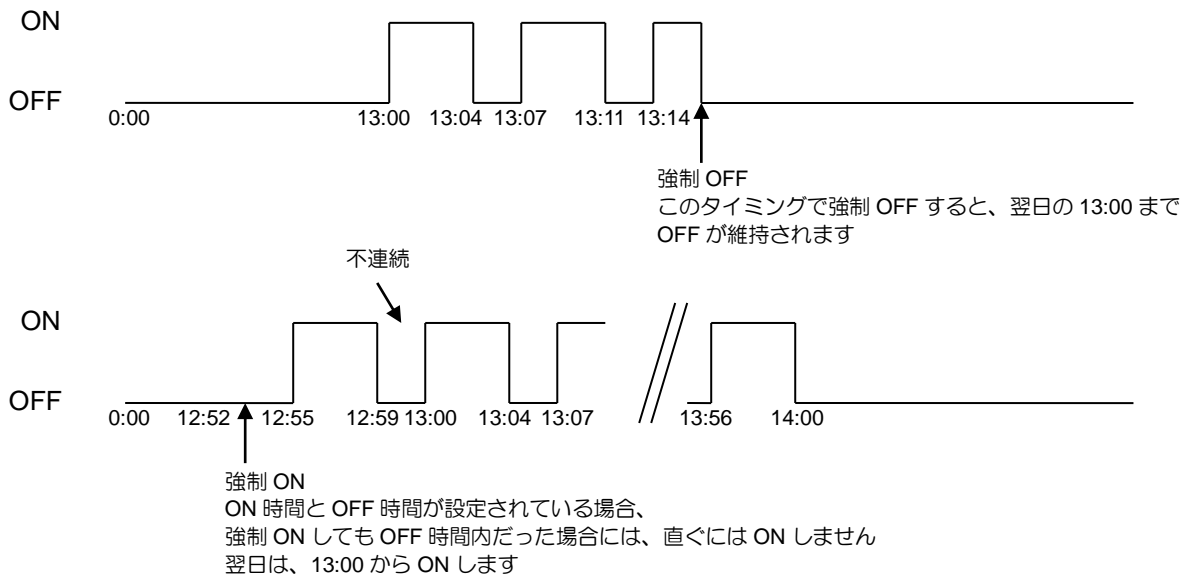 ON
OFF
0:00 13:00 13:04 13:07 13:11 13:14
強制 OFF
このタイミングで強制 OFF すると、翌日の 13:00 まで
OFF が維持されます
不連続
ON
OFF
0:00 12:52 12:55 12:59 13:00 13:04 13:07 13:56 14:00
強制 ON
ON 時間と OFF 時間が設定されている場合、
強制 ON しても OFF 時間内だった場合には、直ぐには ON しません
翌日は、13:00 から ON します